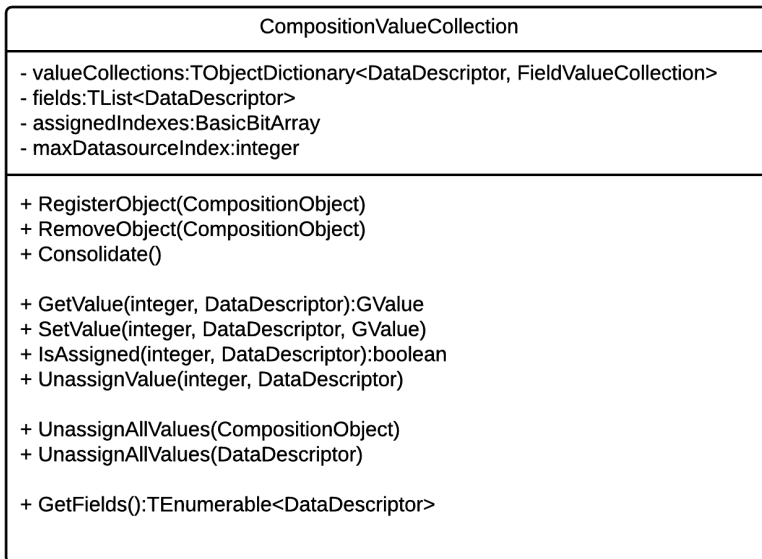 CompositionValueCollection
- valueCollections:TObjectDictionary<DataDescriptor, FieldValueCollection>
- fields:TList<DataDescriptor>
- assignedIndexes:BasicBitArray
- maxDatasourceIndex:integer
+ RegisterObject(CompositionObject)
+ RemoveObject(CompositionObject)
+ Consolidate()
+ GetValue(integer, DataDescriptor):GValue
+ SetValue(integer, DataDescriptor, GValue)
+ IsAssigned(integer, DataDescriptor):boolean
+ UnassignValue(integer, DataDescriptor)
+ UnassignAllValues(CompositionObject)
+ UnassignAllValues(DataDescriptor)
+ GetFields():TEnumerable<DataDescriptor>